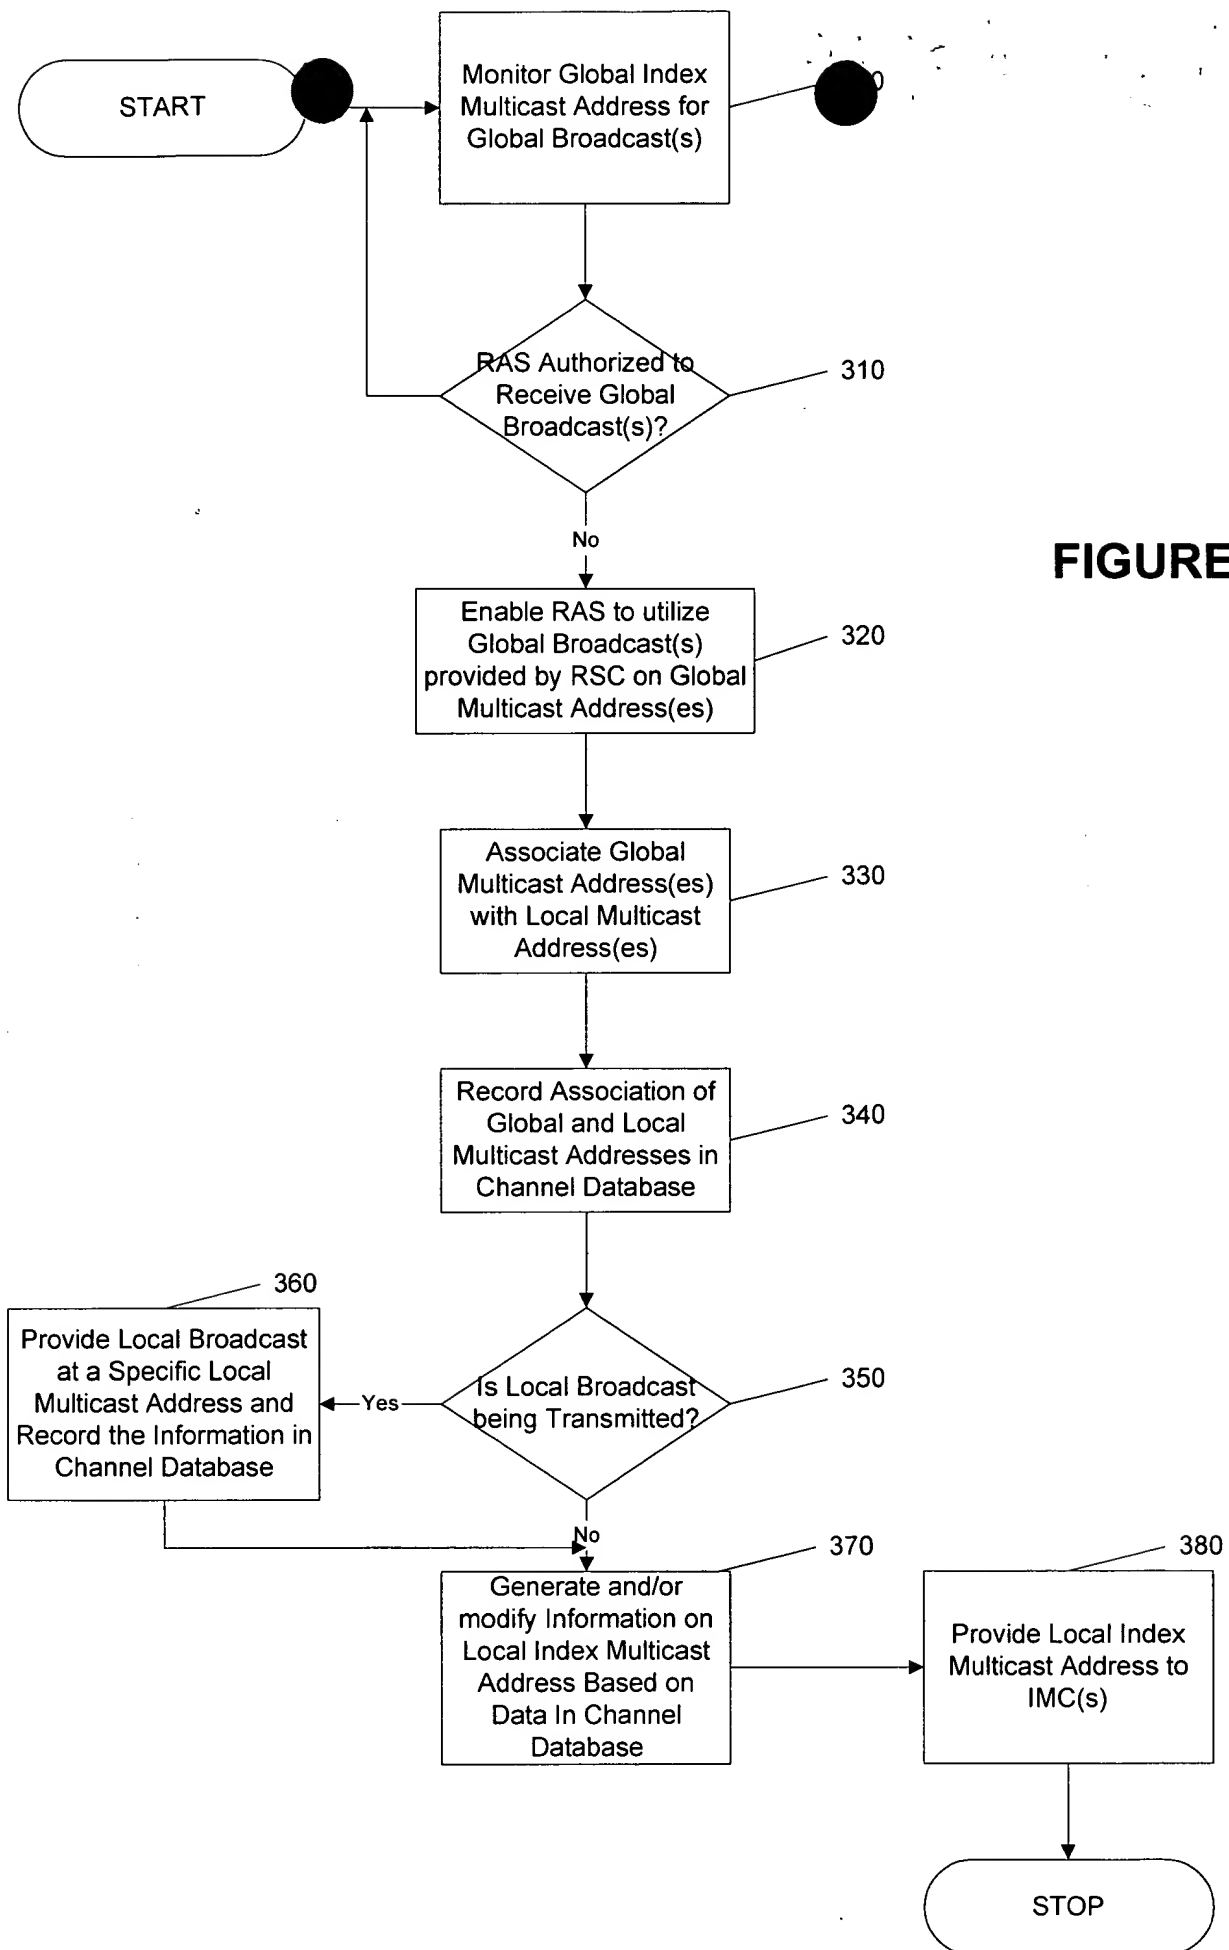 START
Monitor Global Index
Multicast Address for
Global Broadcast(s)
0
RAS Authorized to
Receive Global
Broadcast(s)?
310
No
FIGURE
Enable RAS to utilize
Global Broadcast(s)
provided by RSC on Global
Multicast Address(es)
320
Associate Global
Multicast Address(es)
with Local Multicast
Address(es)
330
Record Association of
Global and Local
Multicast Addresses in
Channel Database
340
360
Provide Local Broadcast
at a Specific Local
Multicast Address and
Record the Information in
Channel Database
Yes
Is Local Broadcast
being Transmitted?
350
No
370
Generate and/or
modify Information on
Local Index Multicast
Address Based on
Data In Channel
Database
380
Provide Local Index
Multicast Address to
IMC(s)
STOP